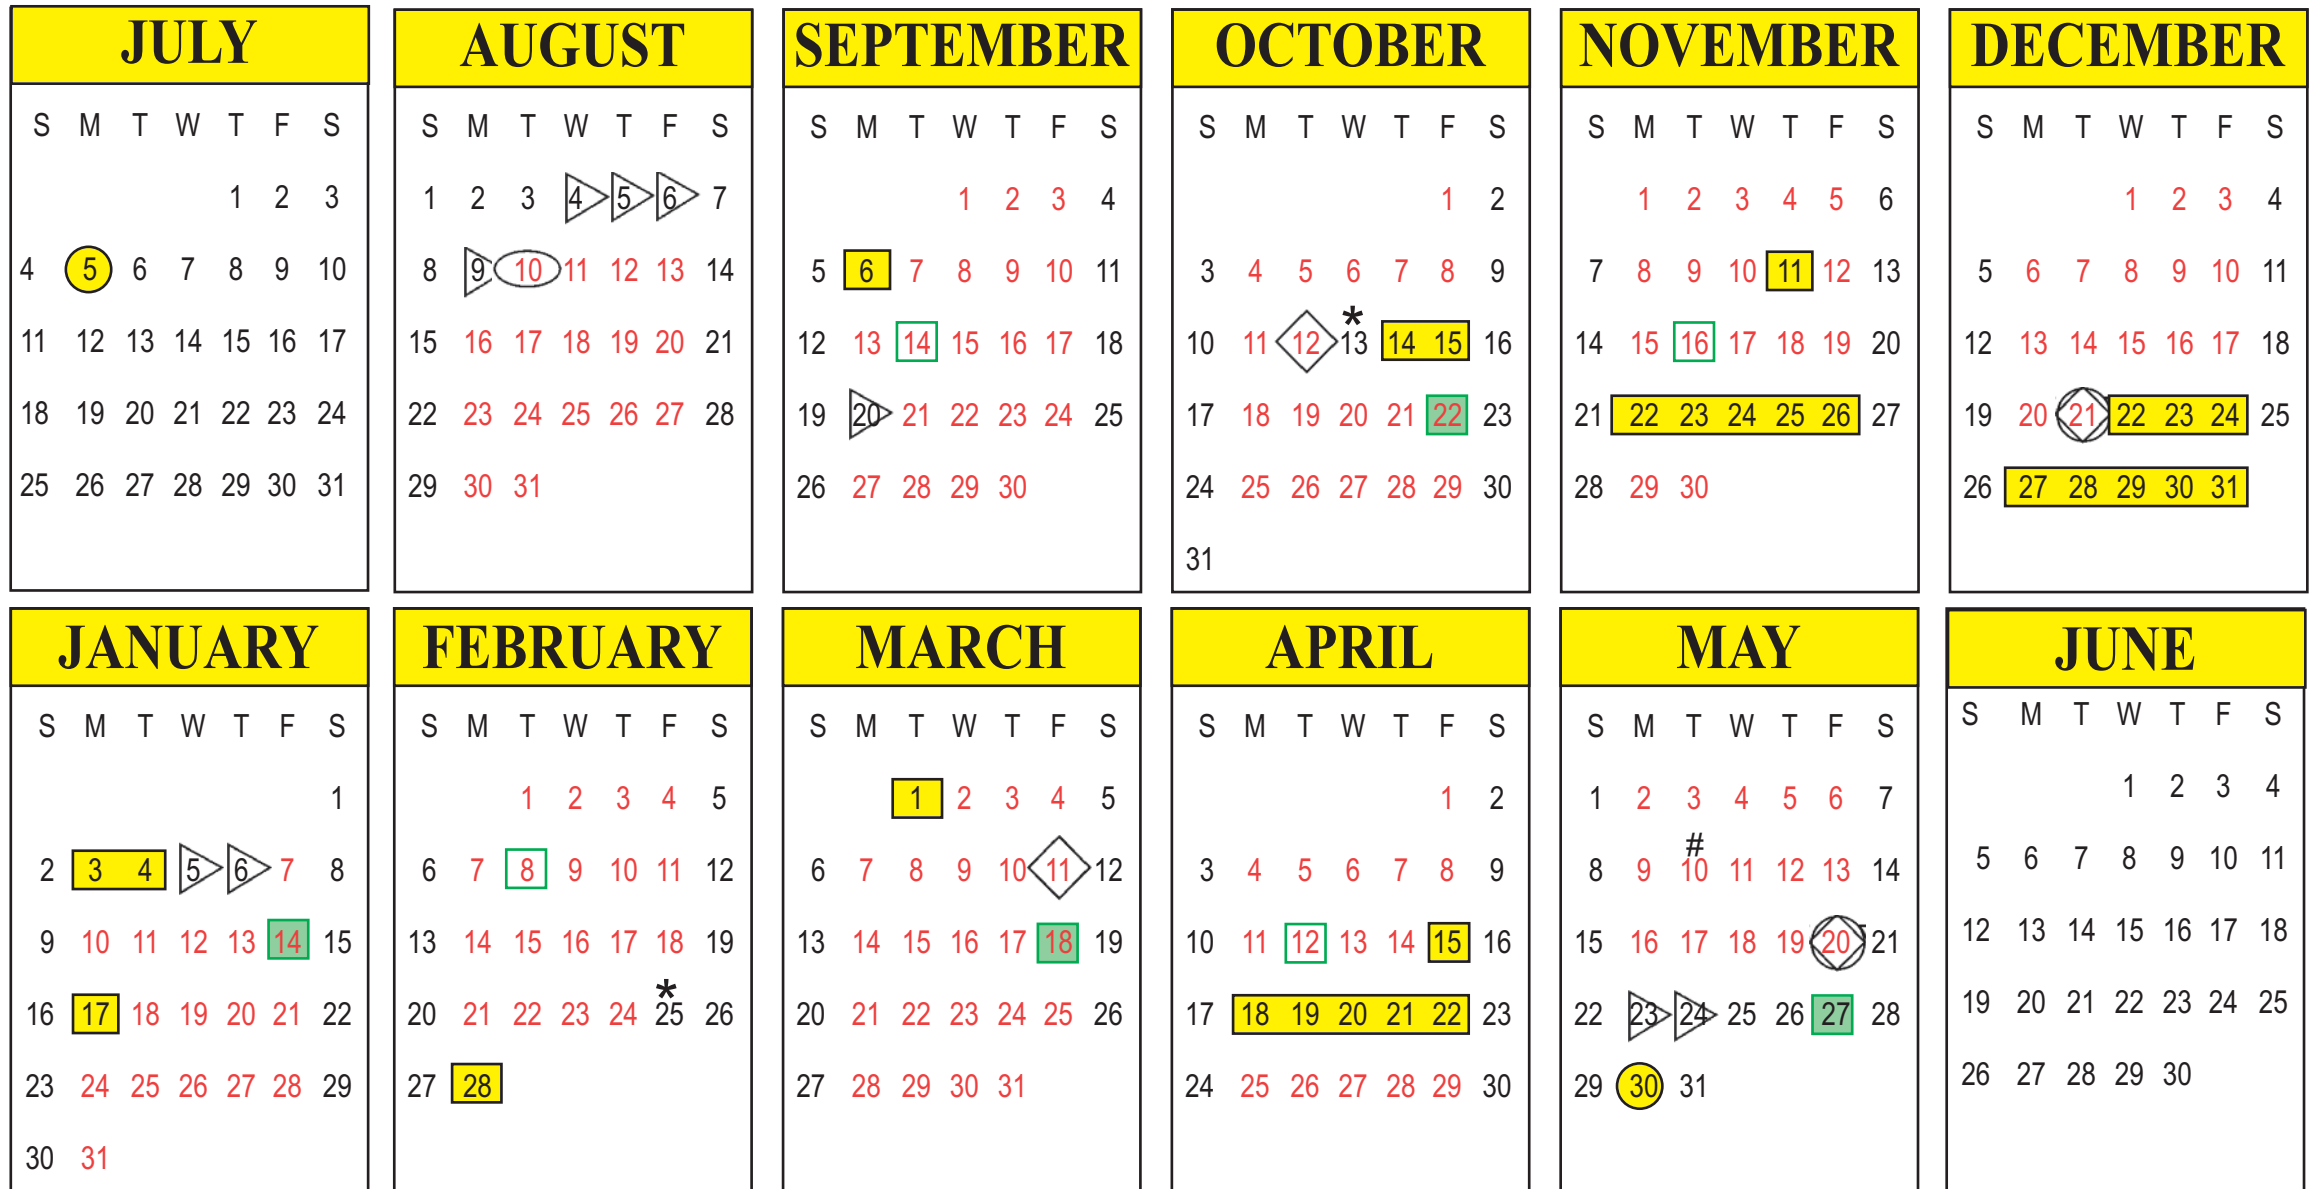 JULY
S M T W T F S
1 2 3
4 5 6 7 8 9 10
11 12 13 14 15 16 17
18 19 20 21 22 23 24
25 26 27 28 29 30 31
AUGUST
S M T W T F S
1 2 3 4 5 6 7
8 9 10 11 12 13 14
15 16 17 18 19 20 21
22 23 24 25 26 27 28
29 30 31
SEPTEMBER
S M T W T F S
1 2 3 4
5 6 7 8 9 10 11
12 13 14 15 16 17 18
19 20 21 22 23 24 25
26 27 28 29 30
OCTOBER
S M T W T F S
1 2
3 4 5 6 7 8 9
*
10 11 12 13 14 15 16
17 18 19 20 21 22 23
24 25 26 27 28 29 30
31
NOVEMBER
S M T W T F S
1 2 3 4 5 6
7 8 9 10 11 12 13
14 15 16 17 18 19 20
21 22 23 24 25 26 27
28 29 30
DECEMBER
S M T W T F S
1 2 3 4
5 6 7 8 9 10 11
12 13 14 15 16 17 18
19 20 21 22 23 24 25
26 27 28 29 30 31
JANUARY
S M T W T F S
1
2 3 4 5 6 7 8
9 10 11 12 13 14 15
16 17 18 19 20 21 22
23 24 25 26 27 28 29
30 31
FEBRUARY
S M T W T F S
1 2 3 4 5
6 7 8 9 10 11 12
13 14 15 16 17 18 19
*
20 21 22 23 24 25 26
27 28
MARCH
S M T W T F S
1 2 3 4 5
6 7 8 9 10 11 12
13 14 15 16 17 18 19
20 21 22 23 24 25 26
27 28 29 30 31
APRIL
S M T W T F S
1 2
3 4 5 6 7 8 9
10 11 12 13 14 15 16
17 18 19 20 21 22 23
24 25 26 27 28 29 30
MAY
S M T W T F S
1 2 3 4 5 6 7
#
8 9 10 11 12 13 14
15 16 17 18 19 20 21
22 23 24 25 26 27 28
29 30 31
JUNE
S M T W T F S
1 2 3 4
5 6 7 8 9 10 11
12 13 14 15 16 17 18
19 20 21 22 23 24 25
26 27 28 29 30